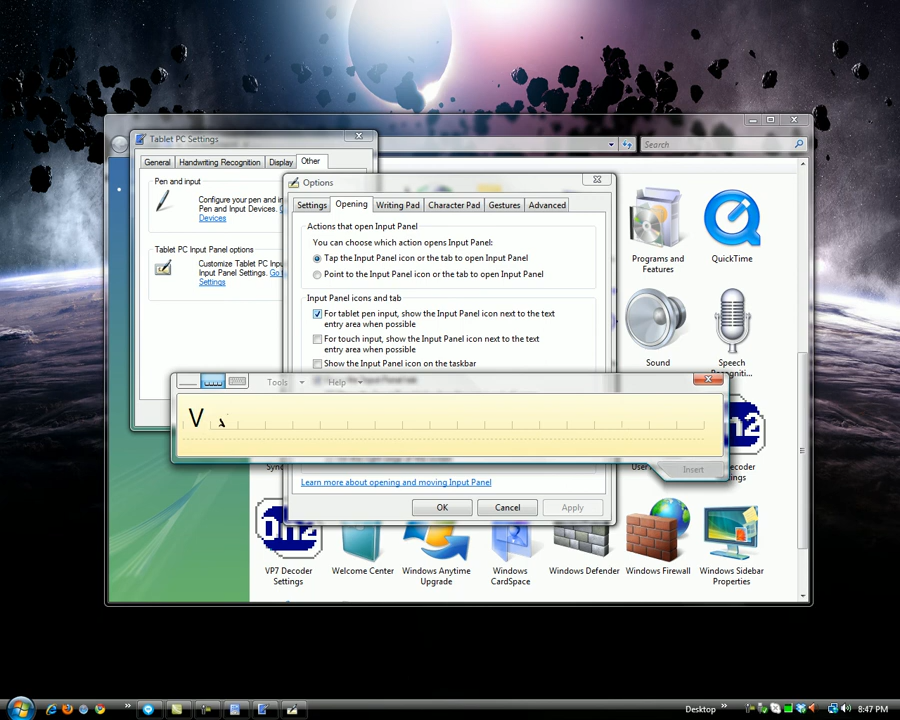 Tablet PC Settings
Search
General Handwriting Recognition Display Other
Pen and input
Configure your pen and in
Pen and Input Devices.
Devices
Tablet PC Input Panel options
Customize Tablet PC Inpu
Input Panel Settings. Go
Settings
Options
Settings Opening Writing Pad Character Pad Gestures Advanced
Actions that open Input Panel
You can choose which action opens Input Panel:
Tap the Input Panel icon or the tab to open Input Panel
Point to the Input Panel icon or the tab to open Input Panel
Input Panel icons and tab
For tablet pen input, show the Input Panel icon next to the text
entry area when possible
For touch input, show the Input Panel icon next to the text
entry area when possible
Show the Input Panel icon on the taskbar
Programs and
Features
QuickTime
Sound
Speech
Recogniti...
Tools Help
V
Insert
Learn more about opening and moving Input Panel
OK Cancel Apply
Sync
User
ecoder
ings
On2
VP7 Decoder
Settings
Welcome Center
Windows Anytime
Upgrade
Windows
CardSpace
Windows Defender
Windows Firewall
Windows Sidebar
Properties
Desktop
8:47 PM